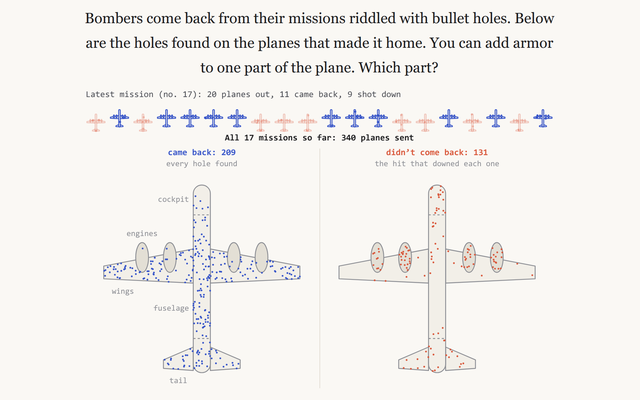 Bombers come back from their missions riddled with bullet holes. Below
are the holes found on the planes that made it home. You can add armor
to one part of the plane. Which part?
Latest mission (no. 17): 20 planes out, 11 came back, 9 shot down
All 17 missions so far: 340 planes sent
came back: 209
every hole found
didn’t come back: 131
the hit that downed each one
cockpit
engines
wings
fuselage
tail